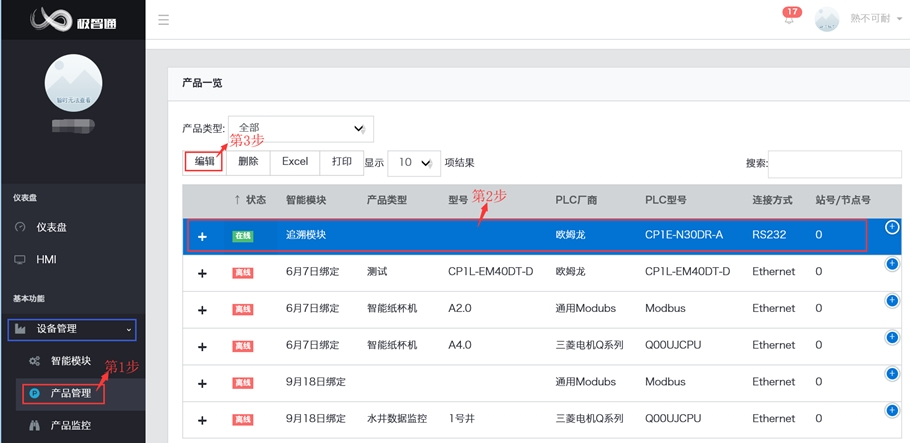 极智通
17
熟不可耐
仪表盘
仪表盘
HMI
基本功能
设备管理
智能模块
第1步
产品管理
产品监控
产品一览
产品类型: 全部
第3步
编辑 删除 Excel 打印 显示 10 项结果 搜索:
第2步
↑ 状态 智能模块 产品类型 型号 PLC厂商 PLC型号 连接方式 站号/节点号
+ 在线 追溯模块 欧姆龙 CP1E-N30DR-A RS232 0 +
+ 离线 6月7日绑定 测试 CP1L-EM40DT-D 欧姆龙 CP1L-EM40DT-D Ethernet 0 +
+ 离线 6月7日绑定 智能纸杯机 A2.0 通用Modubs Modbus Ethernet 0 +
+ 离线 6月7日绑定 智能纸杯机 A4.0 三菱电机Q系列 Q00UJCPU Ethernet 0 +
+ 离线 9月18日绑定 通用Modubs Modbus Ethernet 0 +
+ 离线 9月18日绑定 水井数据监控 1号井 三菱电机Q系列 Q00UJCPU Ethernet 0 +